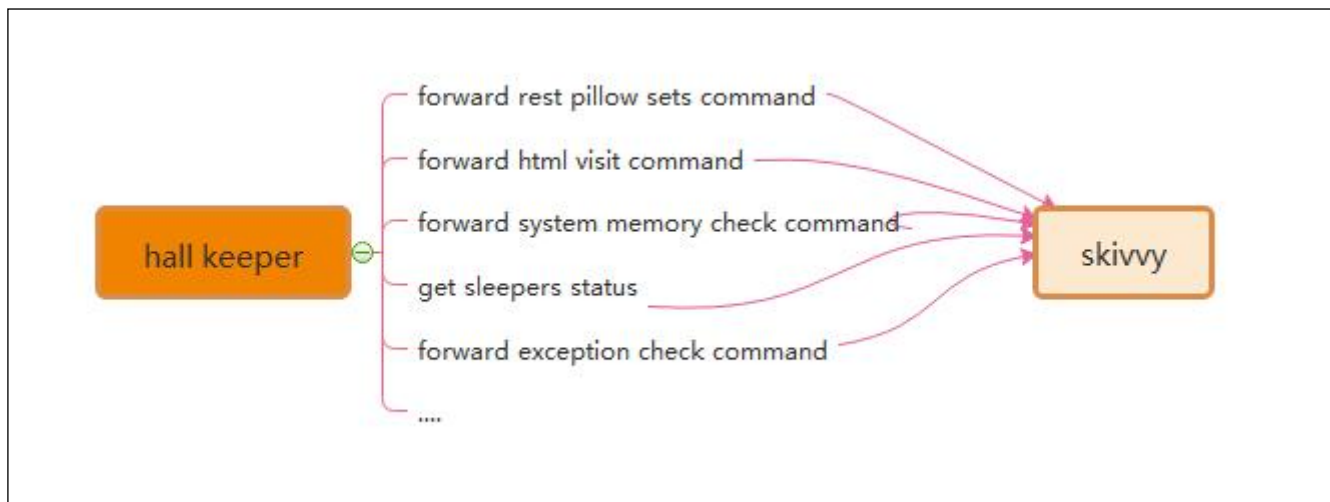 forward rest pillow sets command
forward html visit command
forward system memory check command
hall keeper
skivvy
get sleepers status
forward exception check command
....